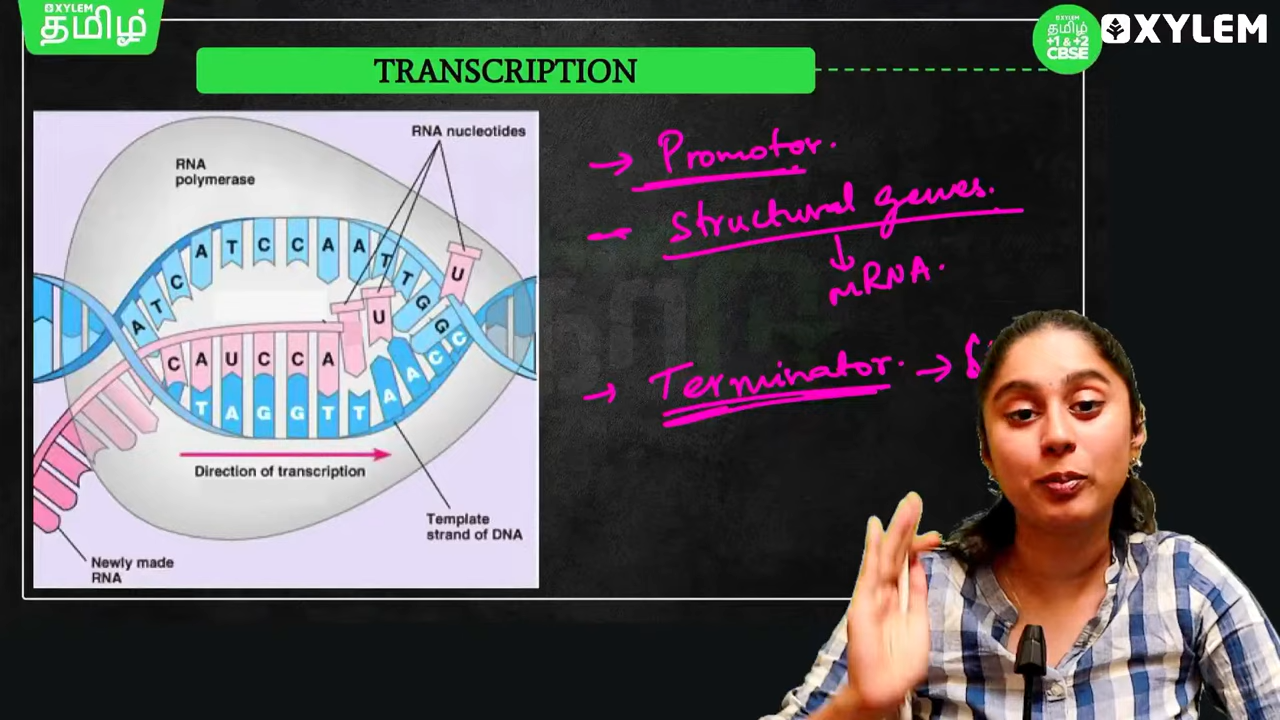 XYLEM
தமிழ்
TRANSCRIPTION
XYLEM
தமிழ்
+1 & +2
CBSE
XYLEM
RNA nucleotides
RNA
polymerase
A T C A T C C A A T T G G
U
U
C A U C C A
T A G G T T A A C C
Direction of transcription
Template
strand of DNA
Newly made
RNA
→ Promotor.
- Structural genes.
↓
mRNA.
→ Terminator. →